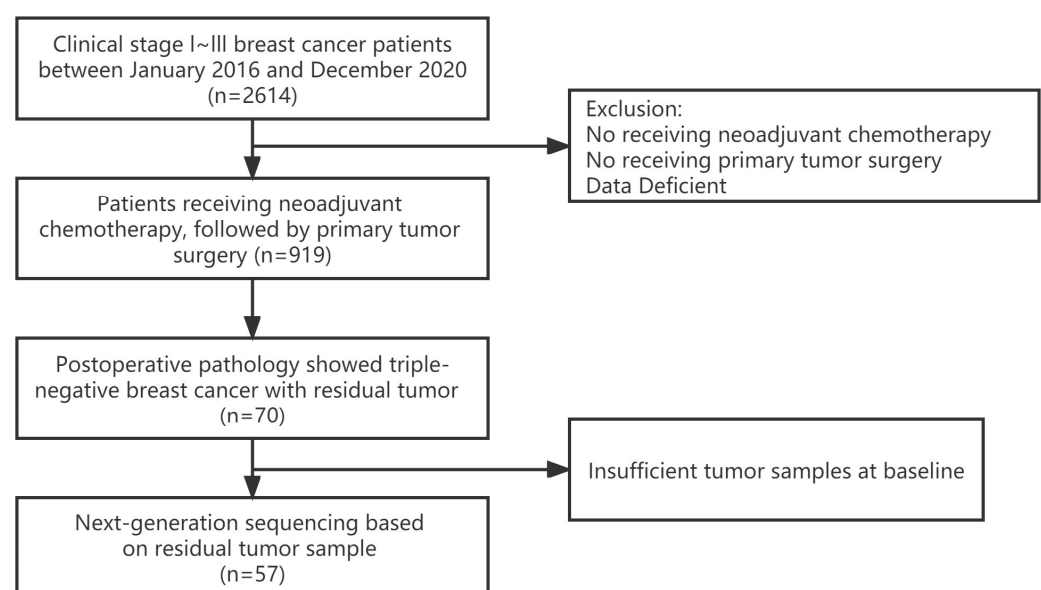 Clinical stage l~lll breast cancer patients
between January 2016 and December 2020
(n=2614)
Exclusion:
No receiving neoadjuvant chemotherapy
No receiving primary tumor surgery
Data Deficient
Patients receiving neoadjuvant
chemotherapy, followed by primary tumor
surgery (n=919)
Postoperative pathology showed triple-
negative breast cancer with residual tumor
(n=70)
Insufficient tumor samples at baseline
Next-generation sequencing based
on residual tumor sample
(n=57)